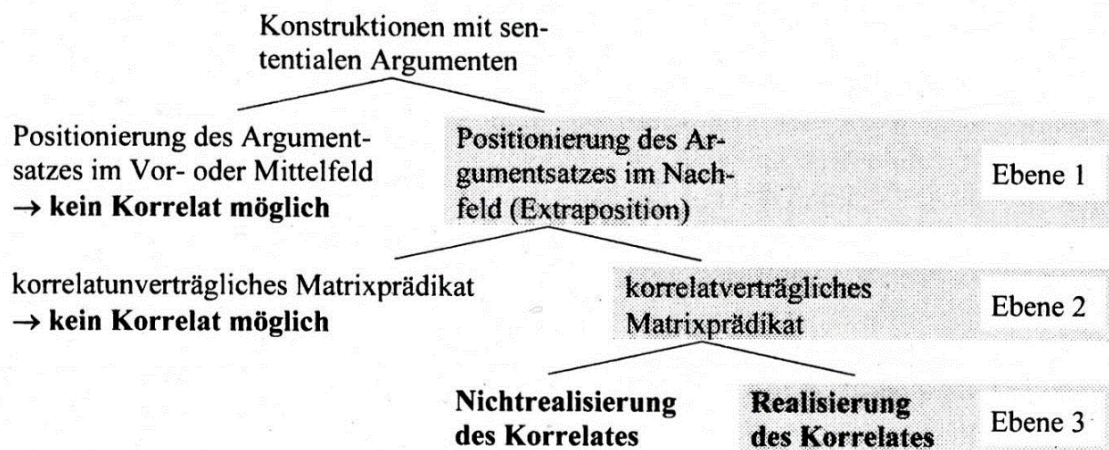 Konstruktionen mit sen-
tentialen Argumenten
Positionierung des Argument-
satzes im Vor- oder Mittelfeld
→ kein Korrelat möglich
Positionierung des Ar-
gumentsatzes im Nach-
feld (Extraposition)
Ebene 1
korrelatunverträgliches Matrixprädikat
→ kein Korrelat möglich
korrelatverträgliches
Matrixprädikat
Ebene 2
Nichtrealisierung
des Korrelates
Realisierung
des Korrelates
Ebene 3